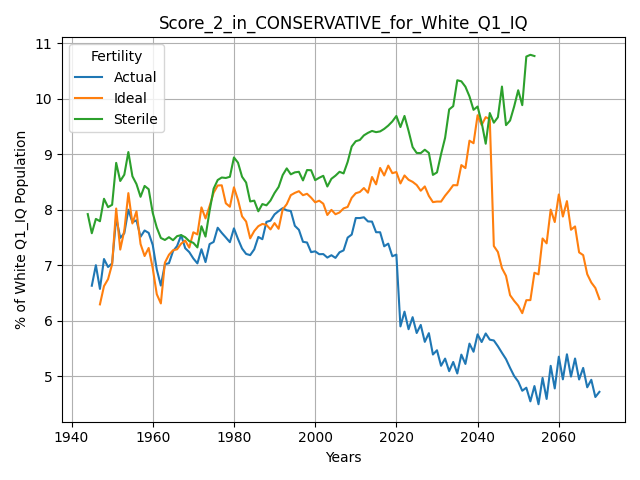 Score_2_in_CONSERVATIVE_for_White_Q1_IQ
% of White Q1_IQ Population
11
10
9
8
7
6
5
Fertility
Actual
Ideal
Sterile
1940
1960
1980
2000
2020
2040
2060
Years